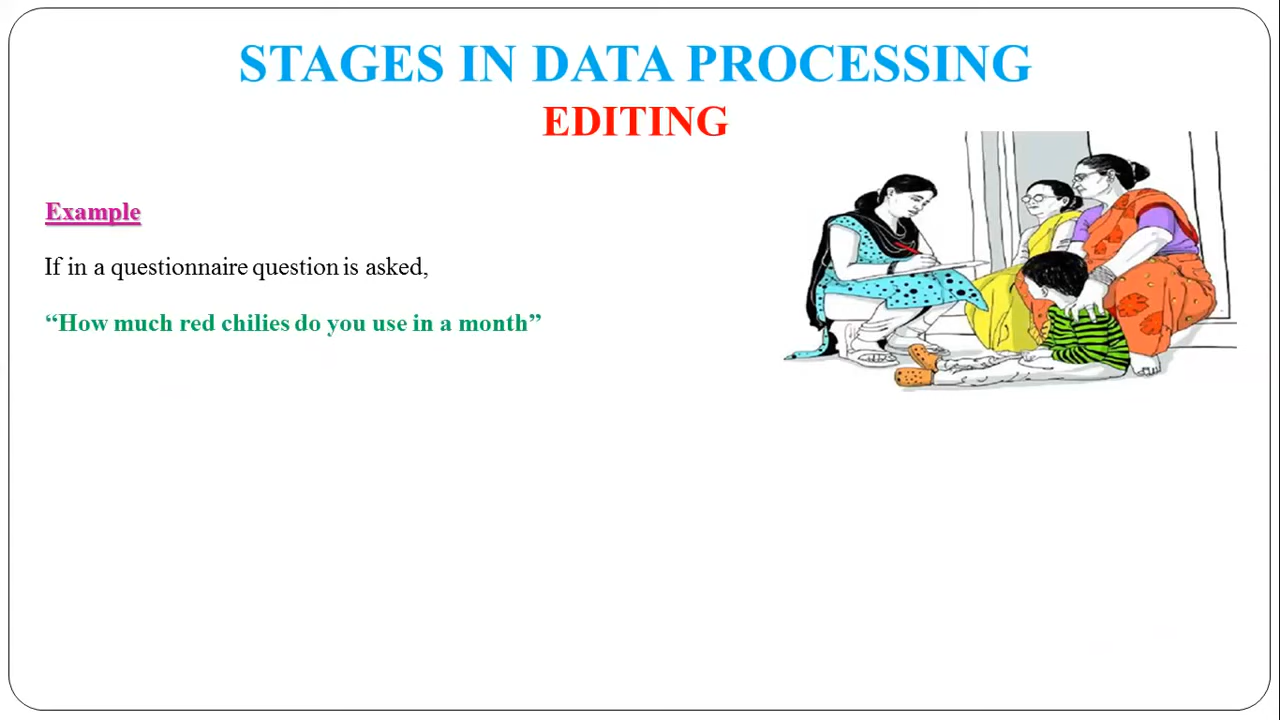 STAGES IN DATA PROCESSING
EDITING
Example
If in a questionnaire question is asked,
“How much red chilies do you use in a month”